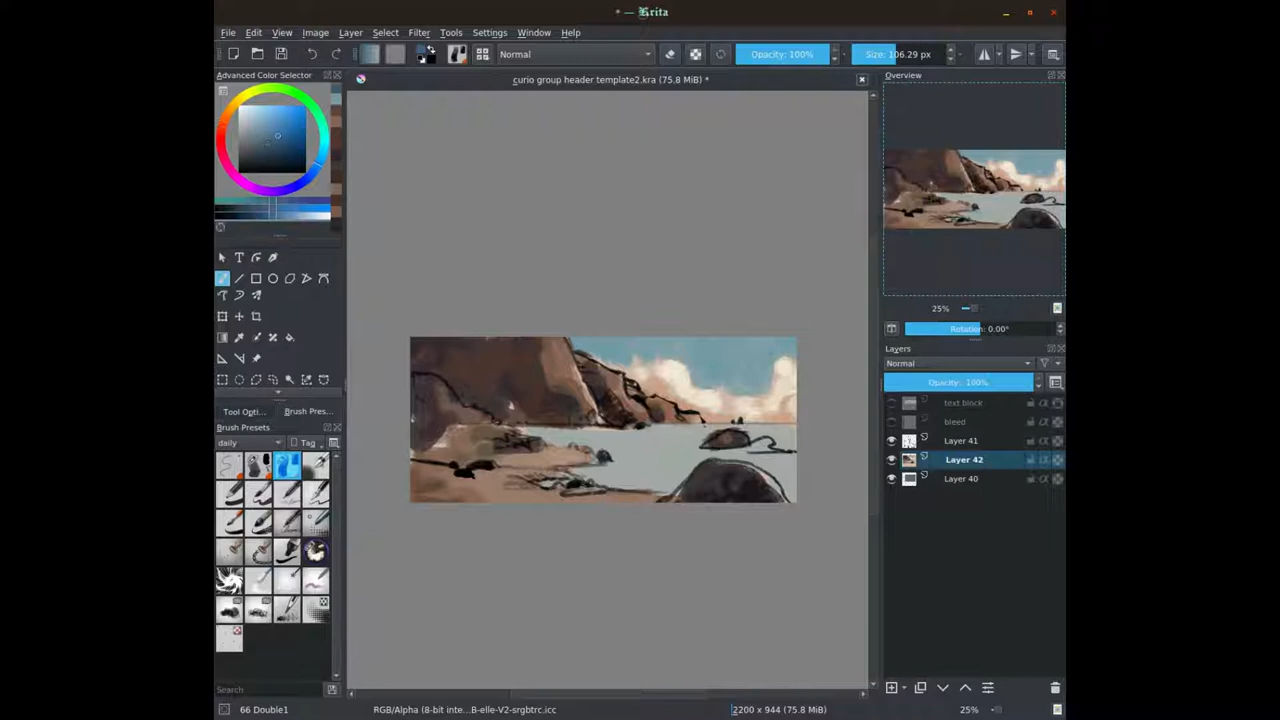 * — Krita
File Edit View Image Layer Select Filter Tools Settings Window Help
Normal
Opacity: 100%
Size: 106.29 px
Advanced Color Selector
curio group header template2.kra (75.8 MiB) *
Overview
25%
Rotation: 0.00°
Layers
Normal
Opacity: 100%
text block
bleed
Layer 41
Layer 42
Layer 40
Tool Opti...
Brush Pres...
Brush Presets
daily
Tag
Search
66 Double1
RGB/Alpha (8-bit inte...B-elle-V2-srgbtrc.icc
2200 x 944 (75.8 MiB)
25%